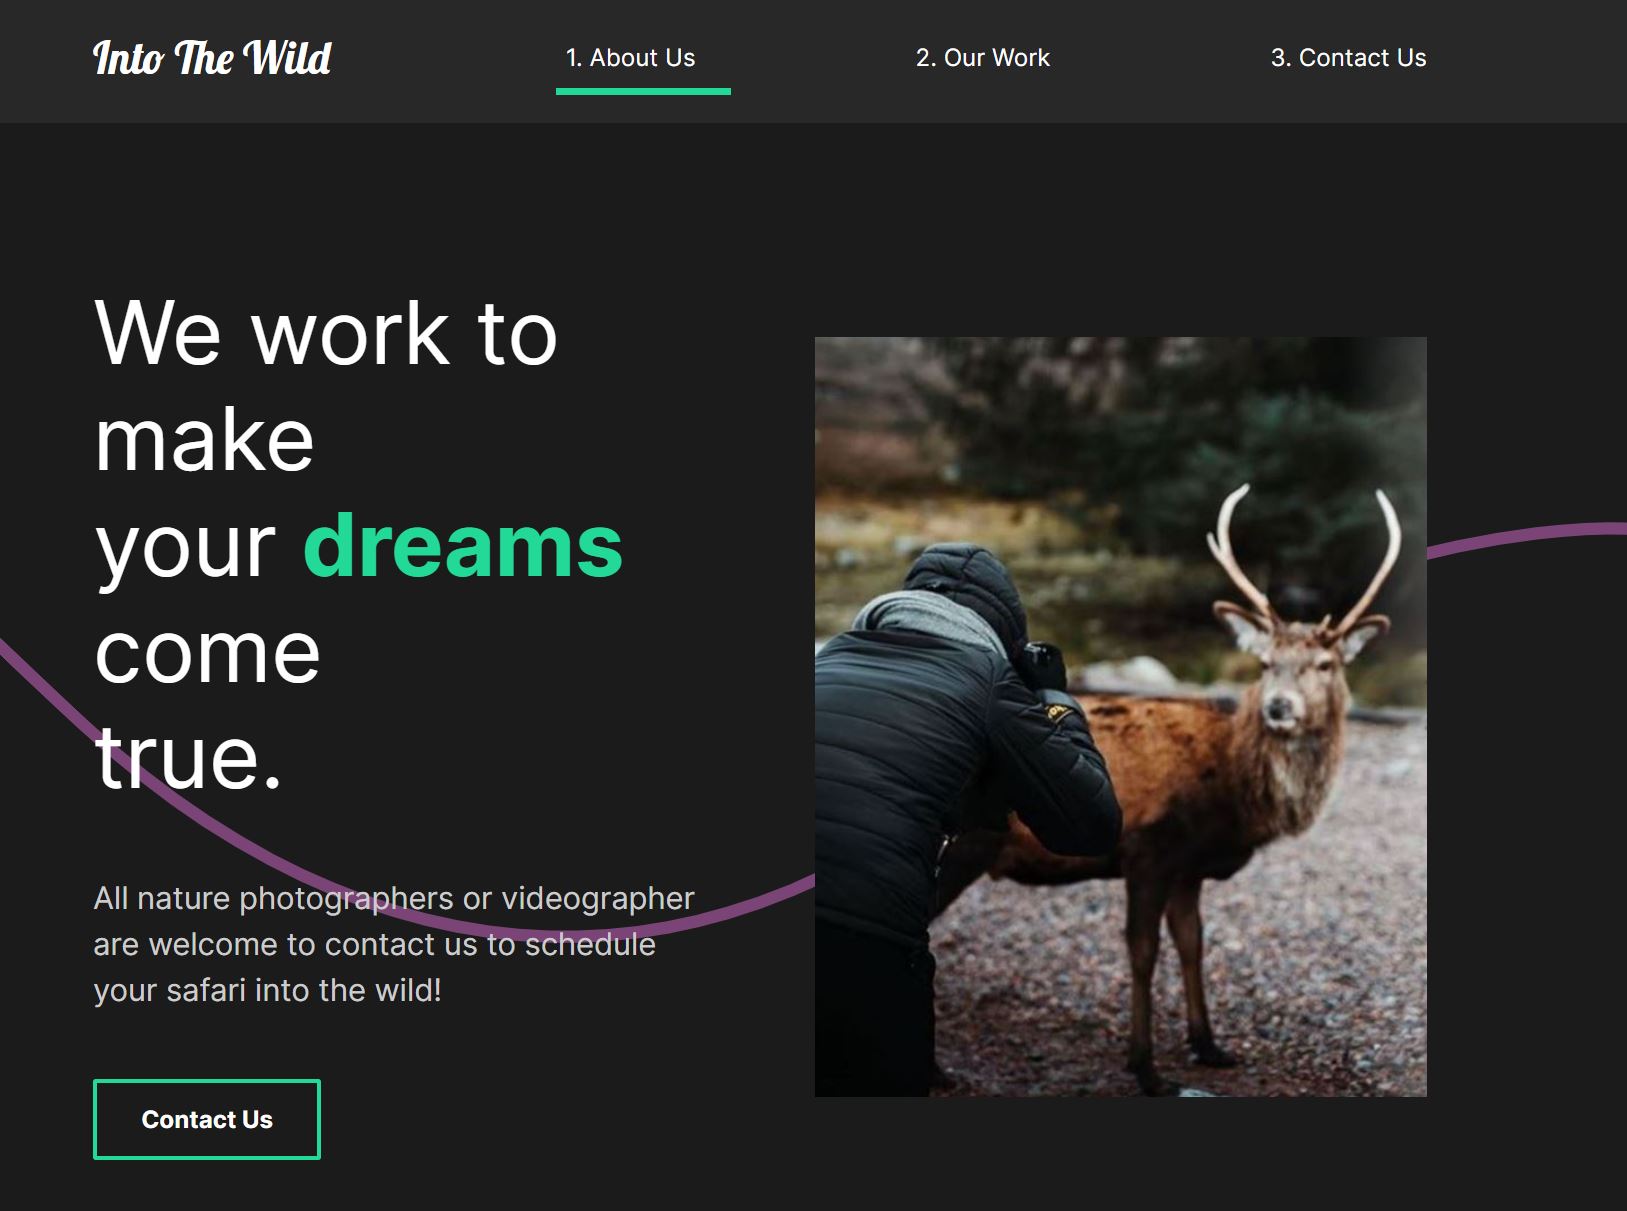 Into The Wild
1. About Us
2. Our Work
3. Contact Us
We work to
make
your dreams
come
true.
All nature photographers or videographer
are welcome to contact us to schedule
your safari into the wild!
Contact Us